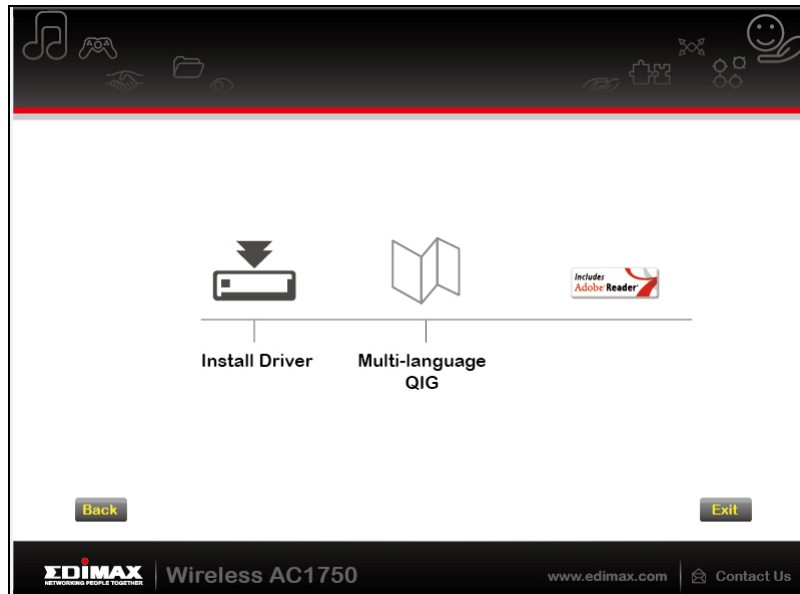 Includes
Adobe Reader
Install Driver
Multi-language
QIG
Back
Exit
EDIMAX
NETWORKING PEOPLE TOGETHER
Wireless AC1750
www.edimax.com
Contact Us